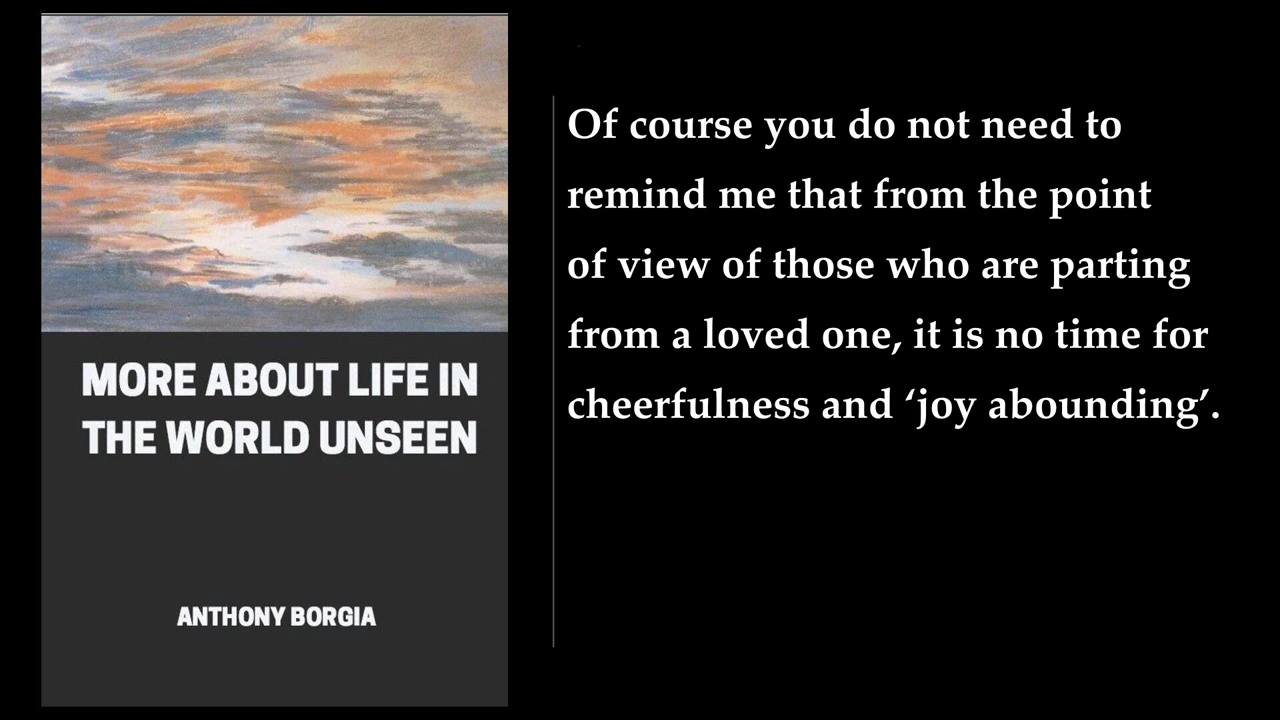 MORE ABOUT LIFE IN
THE WORLD UNSEEN
ANTHONY BORGIA
Of course you do not need to
remind me that from the point
of view of those who are parting
from a loved one, it is no time for
cheerfulness and ‘joy abounding’.